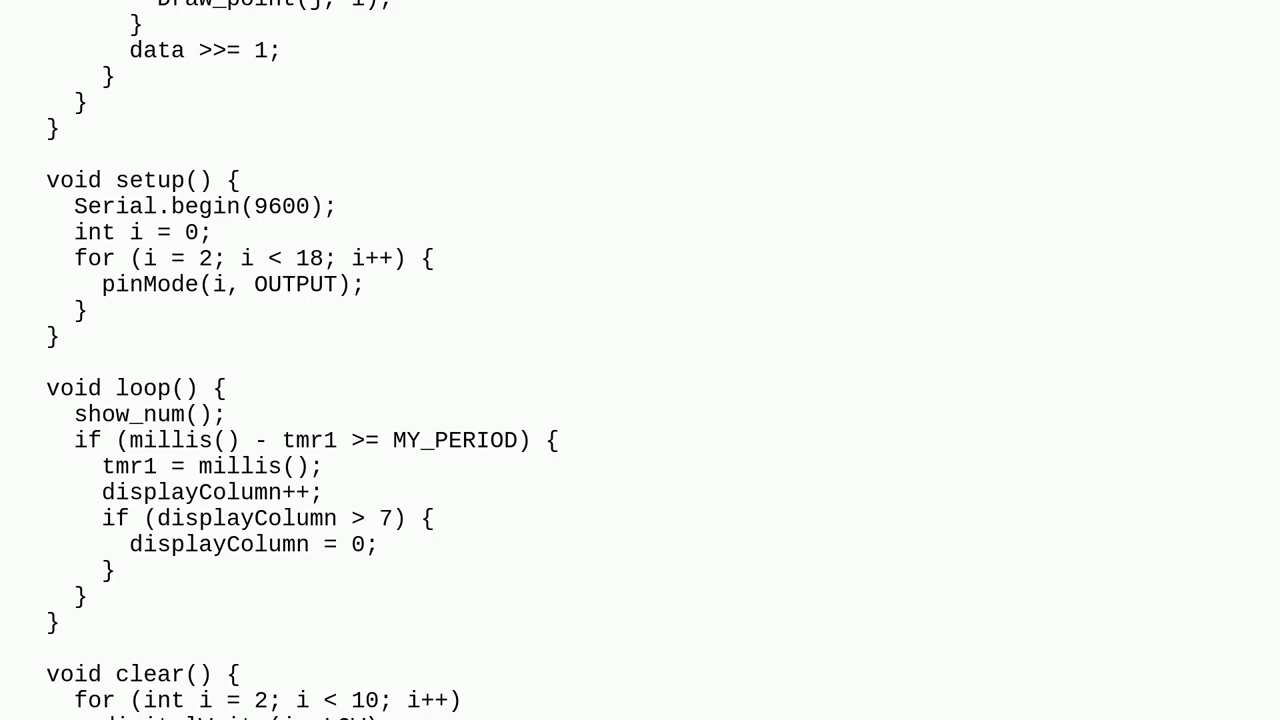 Draw_point(j, i);
}
data >>= 1;
}
}
}
void setup() {
Serial.begin(9600);
int i = 0;
for (i = 2; i < 18; i++) {
pinMode(i, OUTPUT);
}
}
void loop() {
show_num();
if (millis() - tmr1 >= MY_PERIOD) {
tmr1 = millis();
displayColumn++;
if (displayColumn > 7) {
displayColumn = 0;
}
}
}
void clear() {
for (int i = 2; i < 10; i++)